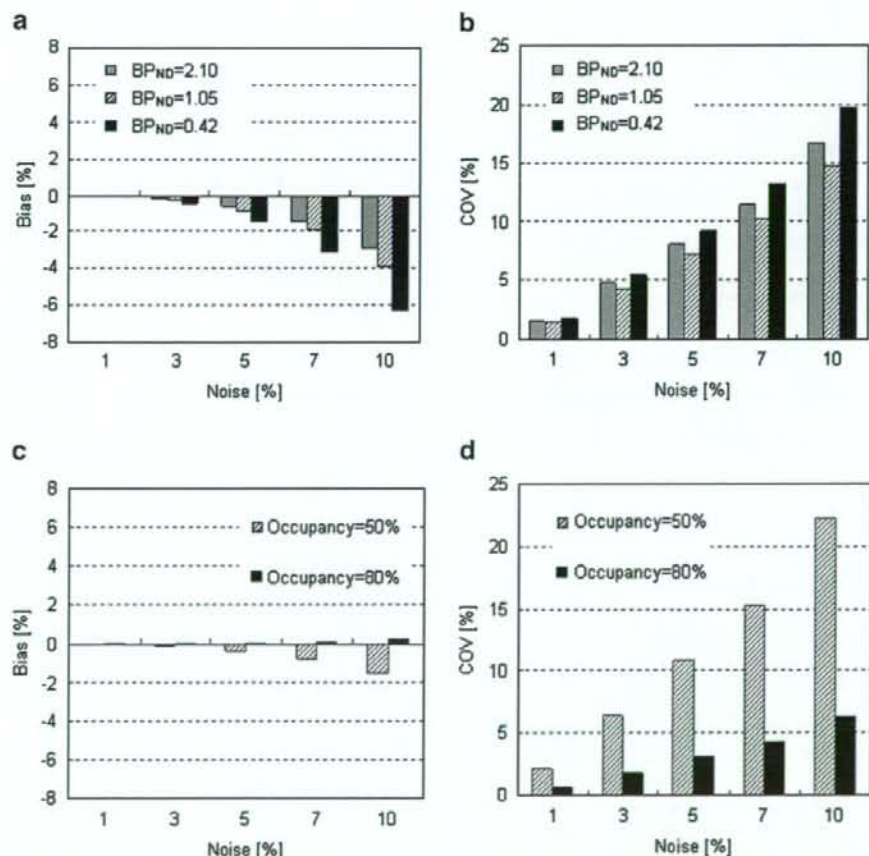 a
8
6
4
2
0
-2
-4
-6
-8
Bias [%]
BPND=2.10
BPND=1.05
BPND=0.42
1 3 5 7 10
Noise [%]
b
25
20
15
10
5
0
COV [%]
BPND=2.10
BPND=1.05
BPND=0.42
1 3 5 7 10
Noise [%]
c
8
6
4
2
0
-2
-4
-6
-8
Bias [%]
Occupancy=50%
Occupancy=80%
1 3 5 7 10
Noise [%]
d
25
20
15
10
5
0
COV [%]
Occupancy=50%
Occupancy=80%
1 3 5 7 10
Noise [%]